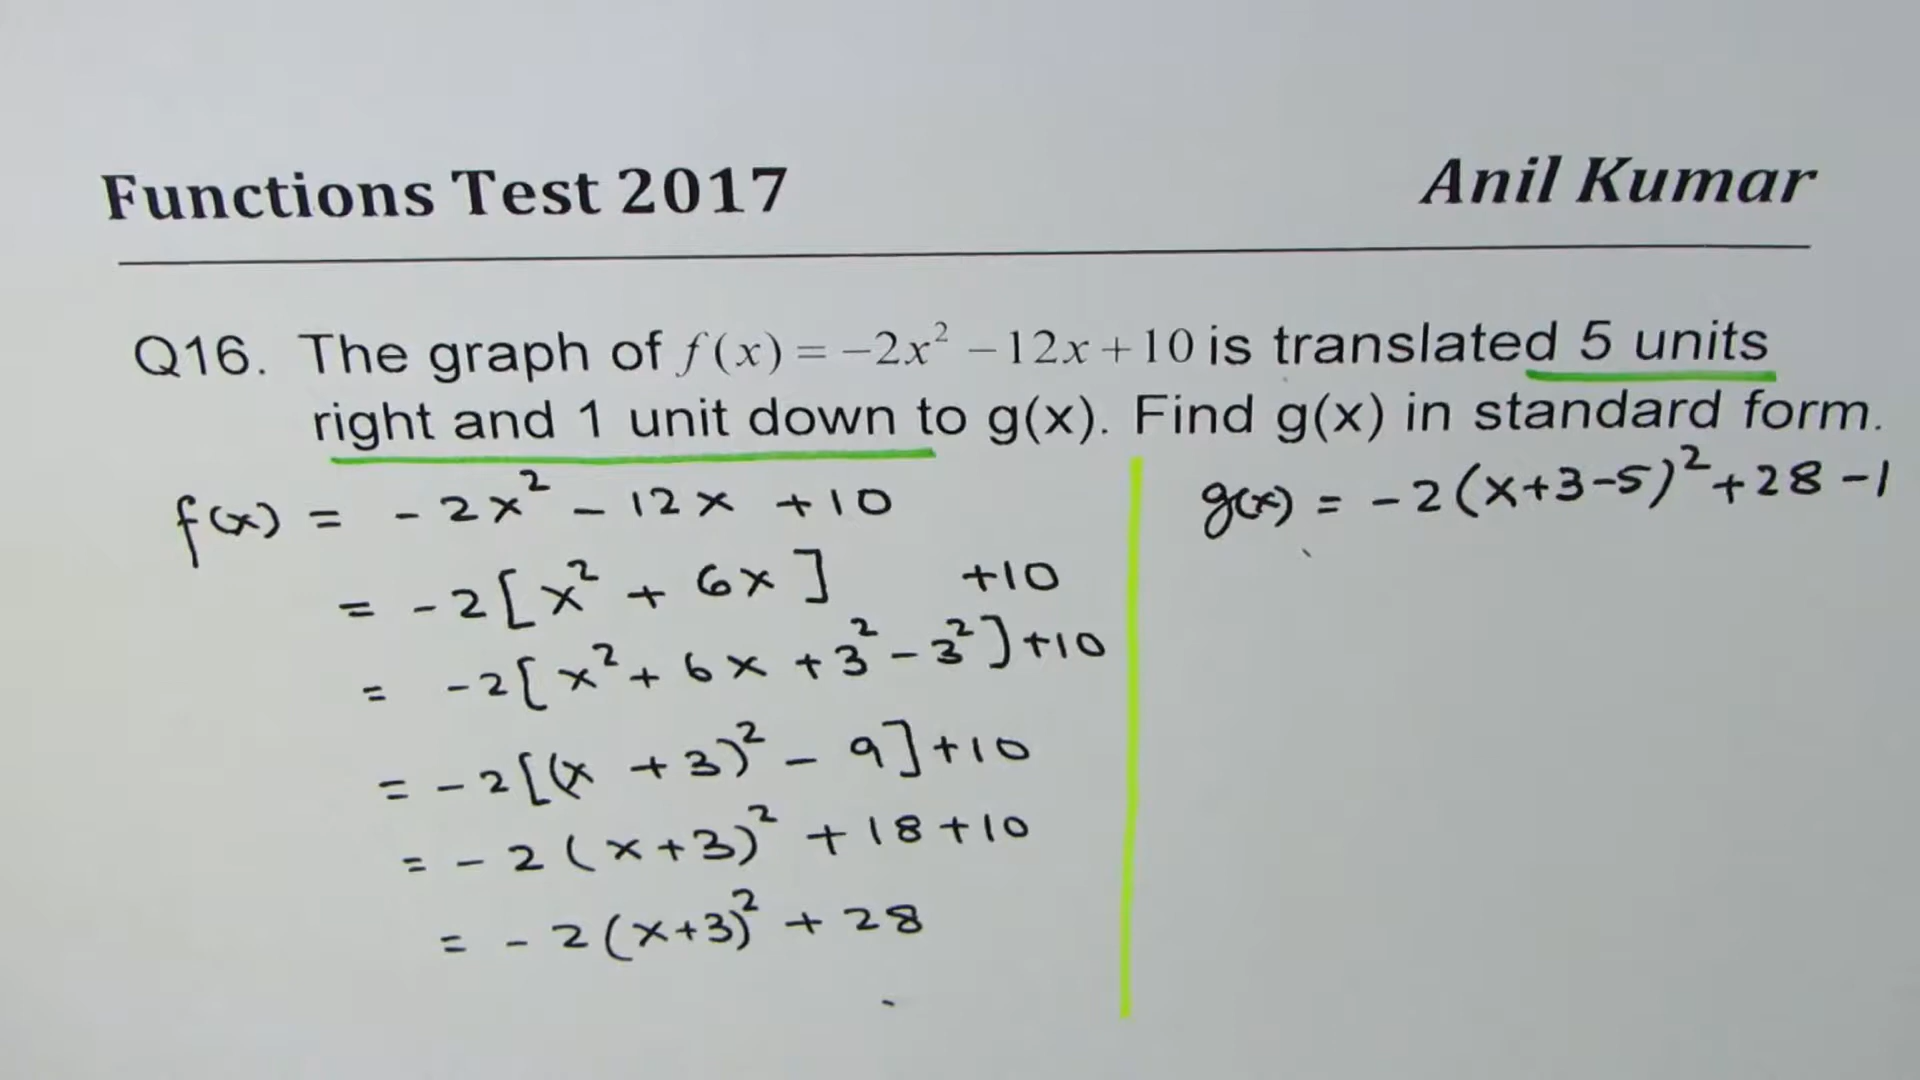 Functions Test 2017
Anil Kumar
Q16. The graph of f(x) = −2x² − 12x + 10 is translated 5 units
right and 1 unit down to g(x). Find g(x) in standard form.
f(x) = - 2x² - 12x + 10
= -2[x² + 6x] +10
= -2[x² + 6x + 3² - 3²] +10
= -2[(x + 3)² - 9] +10
= -2(x+3)² + 18 + 10
= -2(x+3)² + 28
g(x) = -2(x+3-5)² + 28 - 1